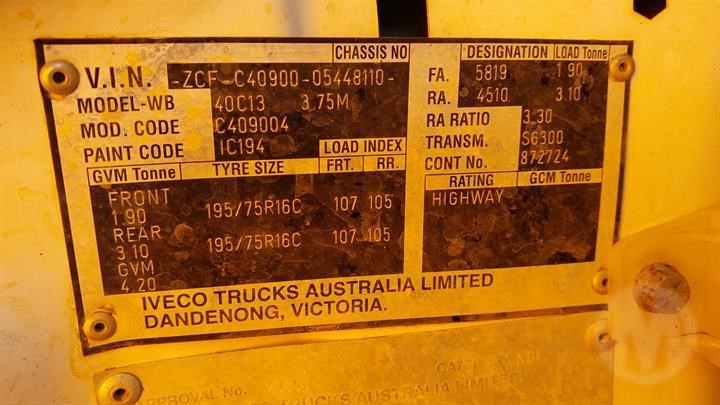 CHASSIS NO
V.I.N. -ZCF-C40900-05448110-
MODEL-WB 40C13 3.75M
MOD. CODE C409004
PAINT CODE IC194 LOAD INDEX
GVM Tonne TYRE SIZE FRT. RR.
FRONT
1.90 195/75R16C 107 105
REAR
3.10 195/75R16C 107 105
GVM
4.20
DESIGNATION LOAD Tonne
FA. 5819 1.90
RA. 4510 3.10
RA RATIO 3.30
TRANSM. S6300
CONT No. 872724
RATING GCM Tonne
HIGHWAY
IVECO TRUCKS AUSTRALIA LIMITED
DANDENONG, VICTORIA.
CATEGORY
APPROVAL No.
TRUCKS AUSTRALIA LIMITED
M